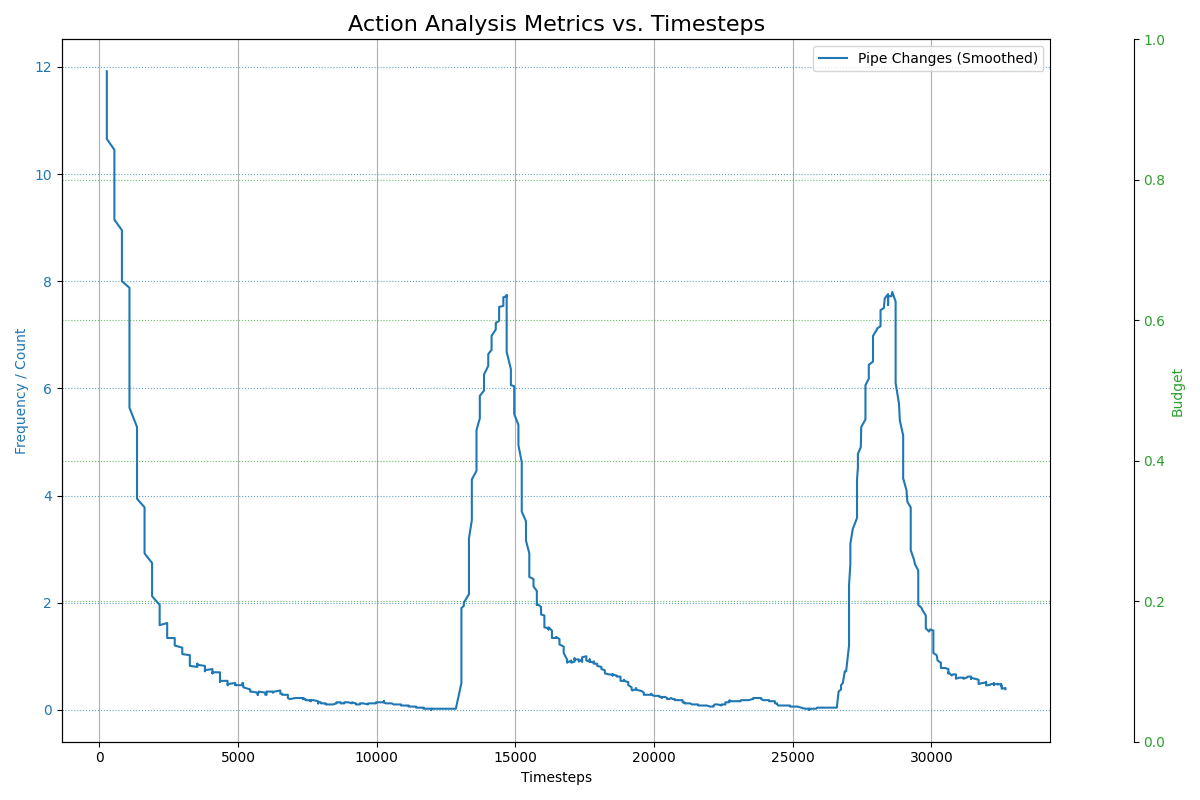 Action Analysis Metrics vs. Timesteps
Pipe Changes (Smoothed)
Frequency / Count
12
10
8
6
4
2
0
0 5000 10000 15000 20000 25000 30000
Timesteps
1.0
0.8
0.6
0.4
0.2
0.0
Budget